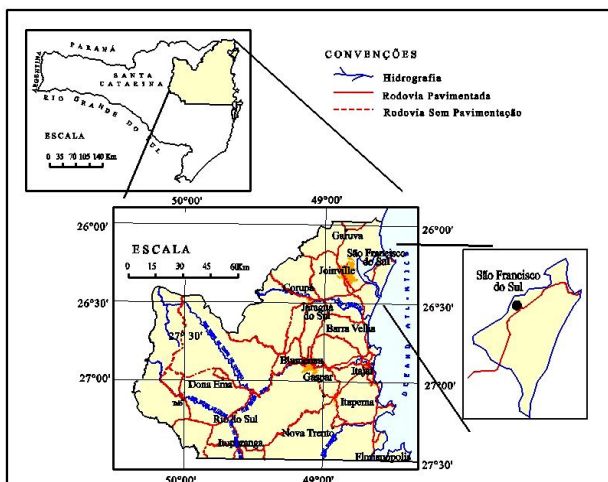 PARANÁ
ARGENTINA
SANTA
CATARINA
RIO GRANDE DO SUL
ESCALA
0 35 70 105 140 Km
CONVENÇÕES
Hidrografia
Rodovia Pavimentada
Rodovia Sem Pavimentação
50°00' 49°00'
26°00' 26°00'
ESCALA
0 15 30 45 60Km
Garuva
São Francisco
do Sul
Joinville
Corupá
Jaraguá
do Sul
Barra Velha
26°30' 26°30'
27° 30'
OCEANO ATLANTICO
Blumenau
Gaspar
Itajaí
27°00' 27°00'
Dona Ema
Rio do Sul
Itapema
Nova Trento
Ituporanga
Florianópolis
27°30'
50°00' 49°00'
São Francisco
do Sul